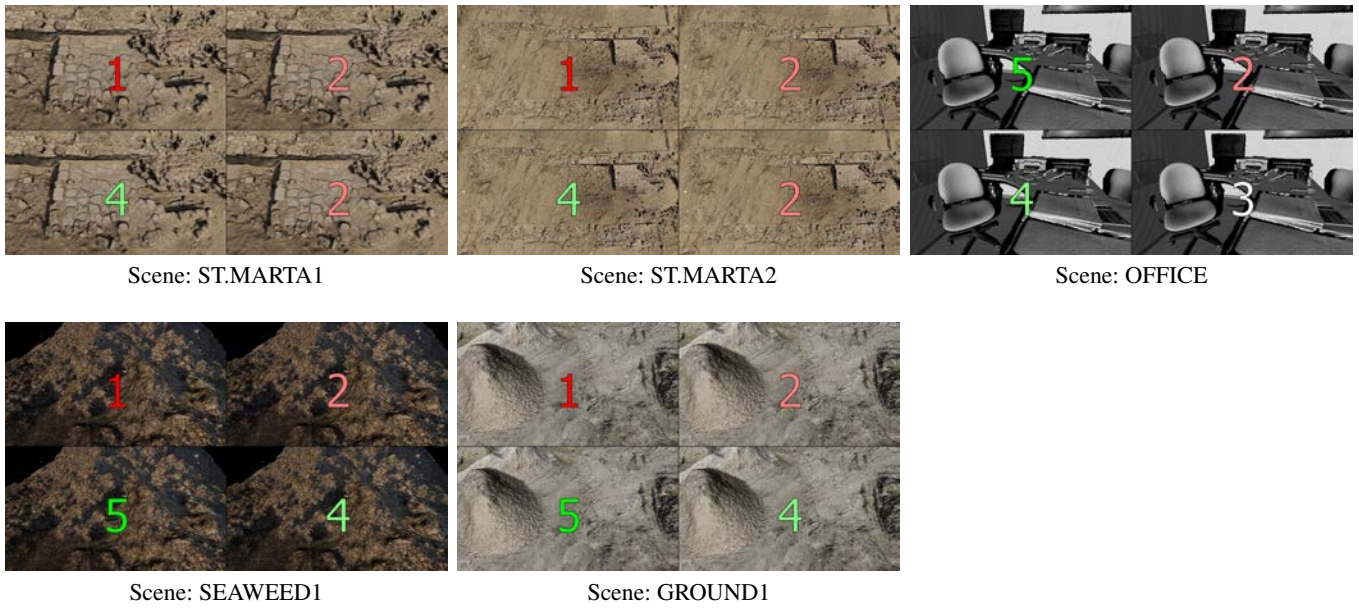 1 2 1 2 5 2
4 2 4 2 4 3
Scene: ST.MARTA1 Scene: ST.MARTA2 Scene: OFFICE
1 2 1 2
5 4 5 4
Scene: SEAWEED1 Scene: GROUND1